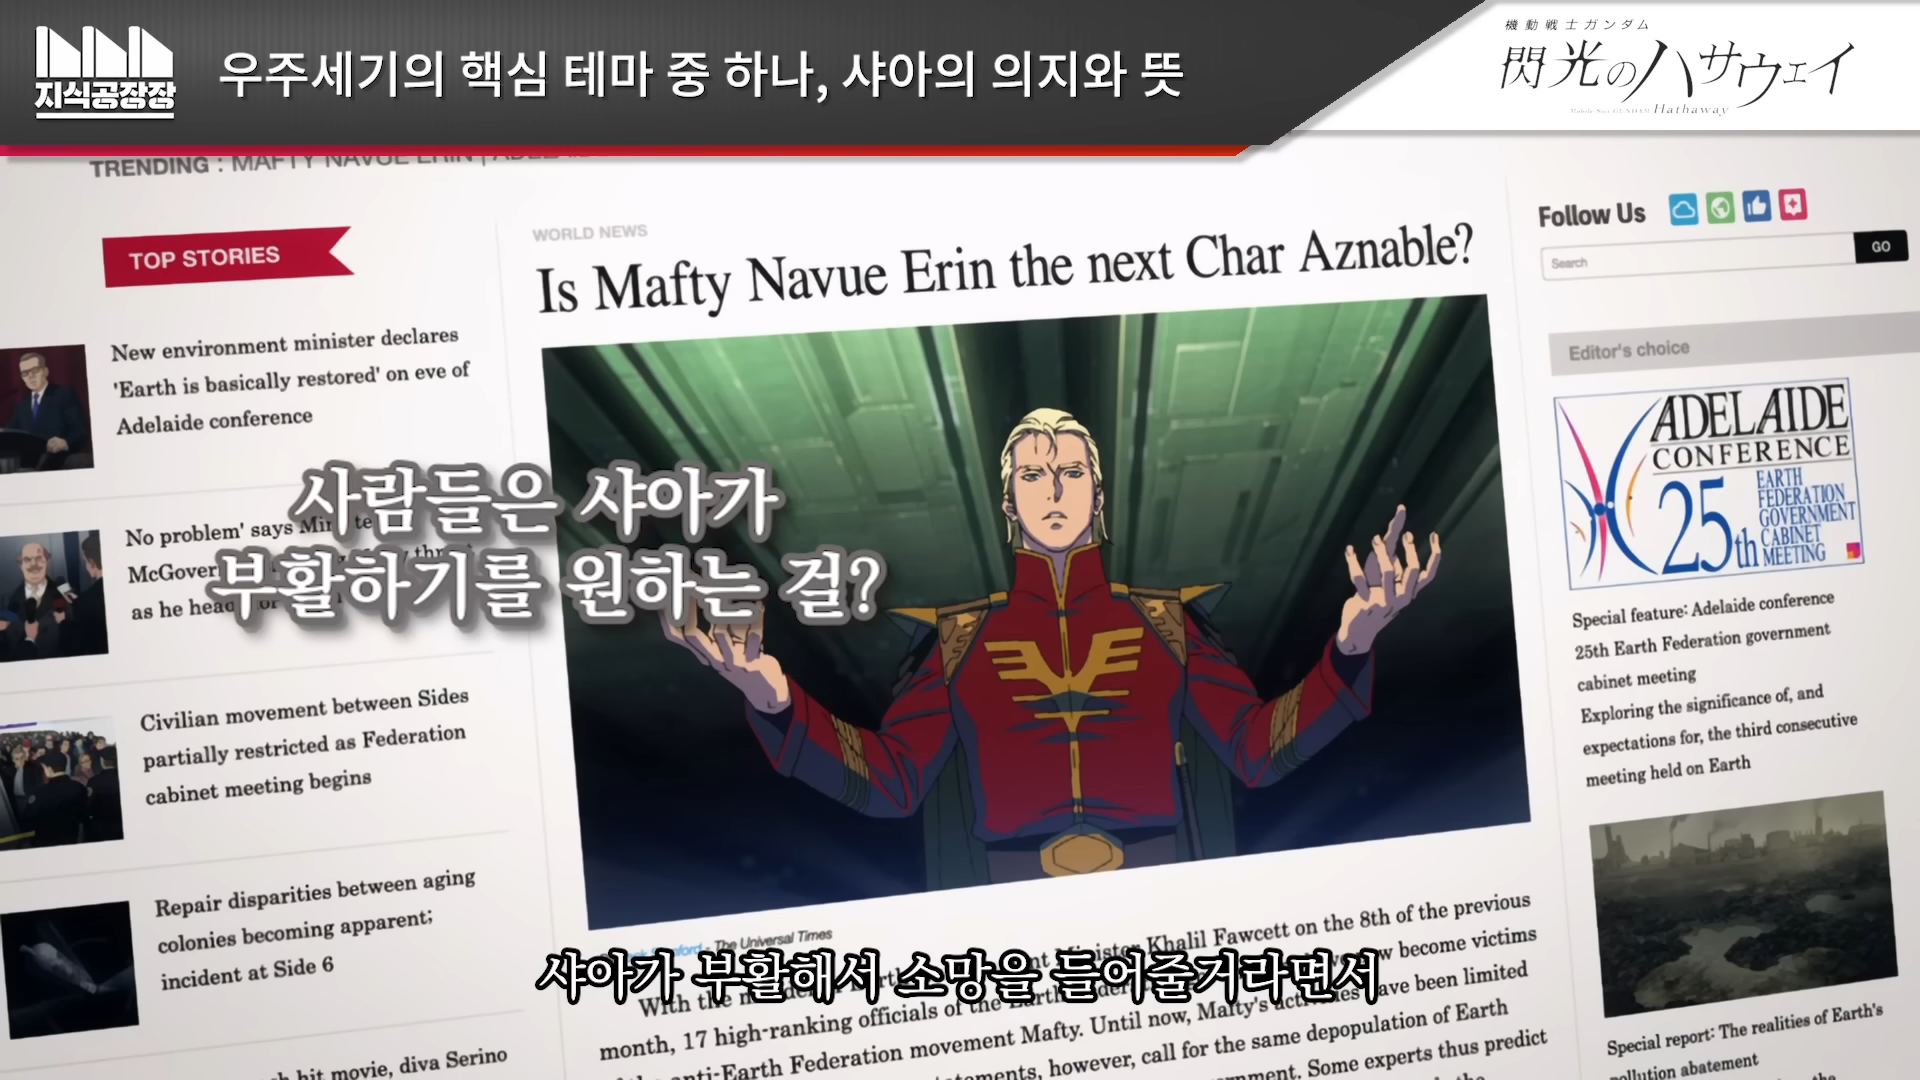 지식공장장
우주세기의 핵심 테마 중 하나, 샤아의 의지와 뜻
機動戦士ガンダム
閃光のハサウェイ
Mobile Suit GUNDAM Hathaway
TRENDING : MAFTY NAVUE ERIN |
TOP STORIES
New environment minister declares
'Earth is basically restored' on eve of
Adelaide conference
No problem' says
McGover
as he head
Civilian movement between Sides
partially restricted as Federation
cabinet meeting begins
Repair disparities between aging
colonies becoming apparent;
incident at Side 6
hit movie, diva Serino
WORLD NEWS
Is Mafty Navue Erin the next Char Aznable?
사람들은 샤아가
부활하기를 원하는 걸?
- The Universal Times
With the Minister Khalil Fawcett on the 8th of the previous
month, 17 high-ranking officials of the Earth become victims
anti-Earth Federation movement Mafty. Until now, Mafty's have been limited
however, call for the same depopulation of Earth
Some experts thus predict
샤아가 부활해서 소망을 들어줄거라면서
Follow Us
Search
GO
Editor's choice
ADELAIDE
CONFERENCE
25th
EARTH
FEDERATION
GOVERNMENT
CABINET
MEETING
Special feature: Adelaide conference
25th Earth Federation government
cabinet meeting
Exploring the significance of, and
expectations for, the third consecutive
meeting held on Earth
Special report: The realities of Earth's
pollution abatement